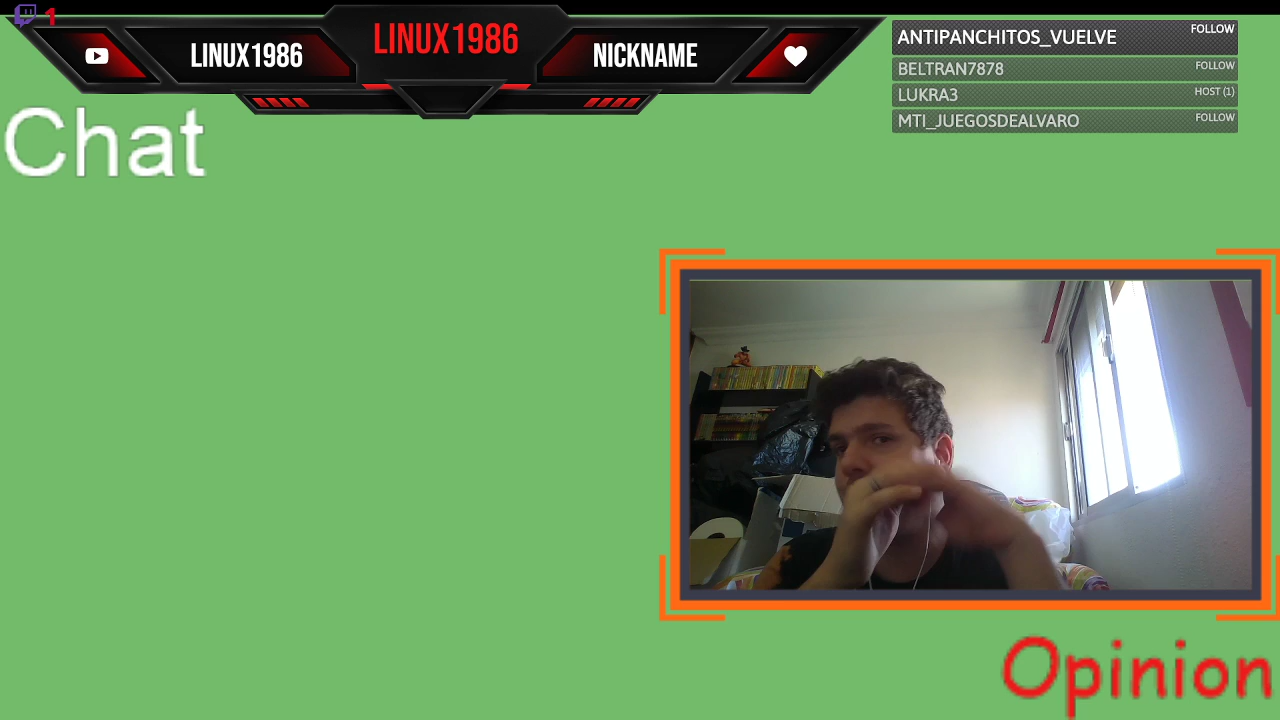 1
LINUX1986
LINUX1986
NICKNAME
ANTIPANCHITOS_VUELVE FOLLOW
BELTRAN7878 FOLLOW
LUKRA3 HOST (1)
MTI_JUEGOSDEALVARO FOLLOW
Chat
Opinion